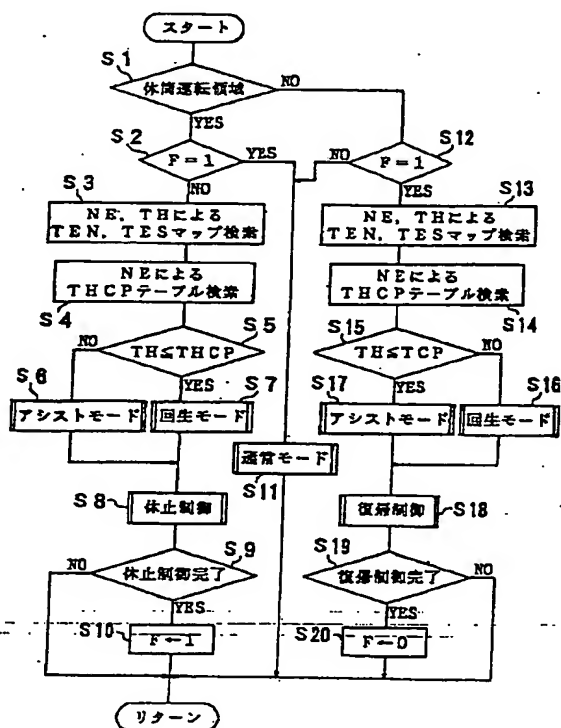 スタート
S1
休筒運転領域
NO
YES
S2
F=1
YES
NO
S3
NE,THによる
TEN,TESマップ検索
NEによる
THCPテーブル検索
S4
S5
TH≦THCP
NO
YES
S6
アシストモード
S7
回生モード
S8
休止制御
S9
休止制御完了
NO
YES
S10
F←1
通常モード
S11
S12
F=1
NO
YES
S13
NE,THによる
TEN,TESマップ検索
NEによる
THCPテーブル検索
S14
S15
TH≦TCP
NO
YES
S17
アシストモード
S16
回生モード
復帰制御
S18
S19
復帰制御完了
YES
NO
S20
F←0
リターン